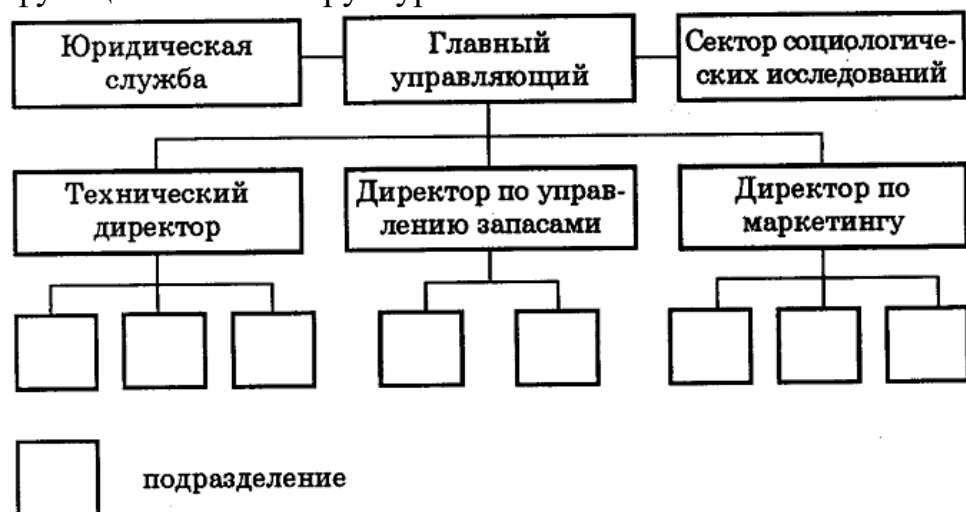 Юридическая
служба
Главный
управляющий
Сектор социологиче-
ских исследований
Технический
директор
Директор по управ-
лению запасами
Директор по
маркетингу
подразделение